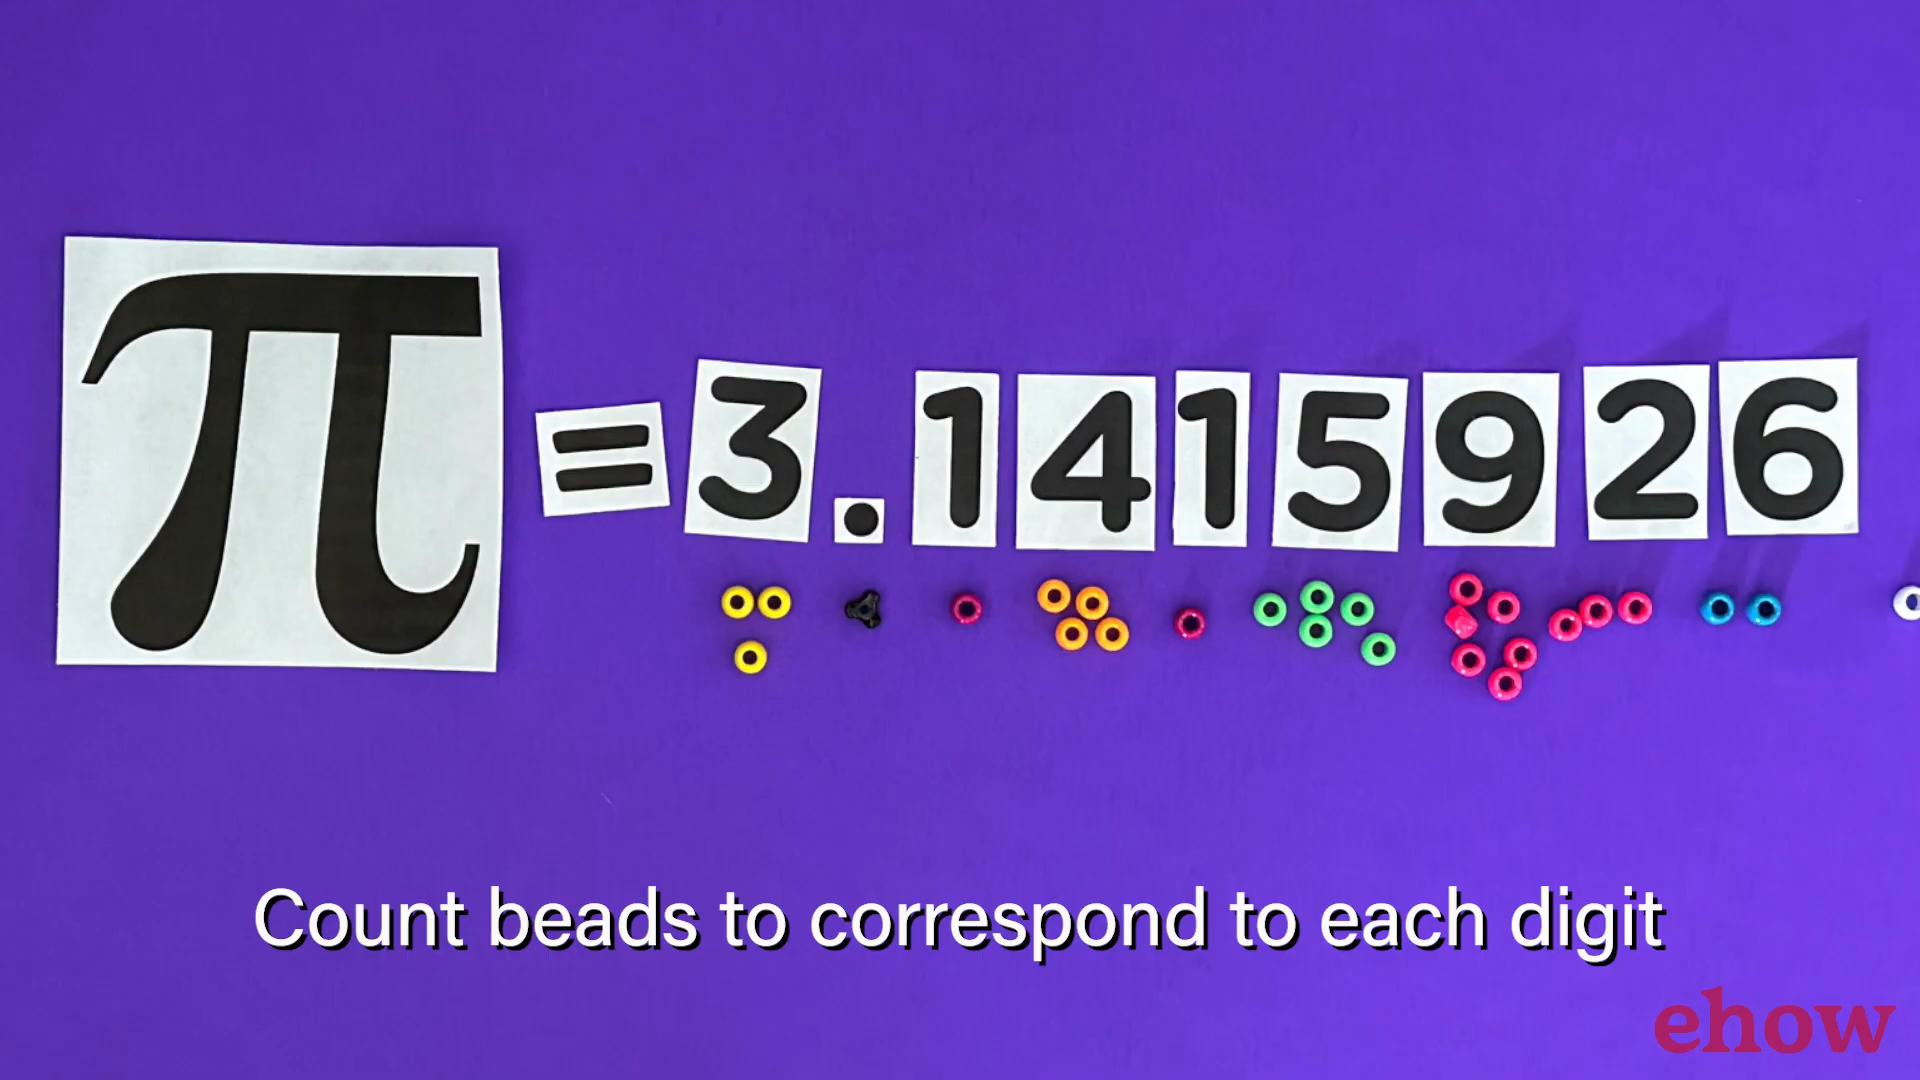 π=3.1415926
Count beads to correspond to each digit
ehow